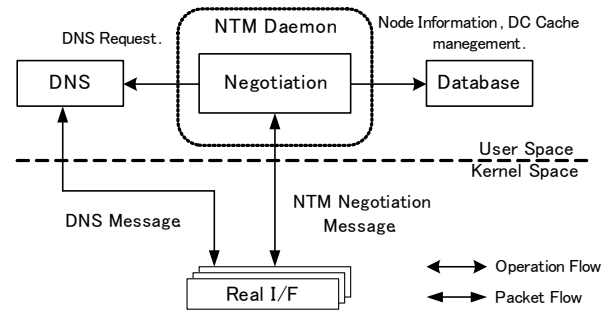 NTM Daemon
DNS Request.
Node Information, DC Cache
manegement.
DNS
Negotiation
Database
User Space
Kernel Space
DNS Message
NTM Negotiation
Message
Real I/F
Operation Flow
Packet Flow